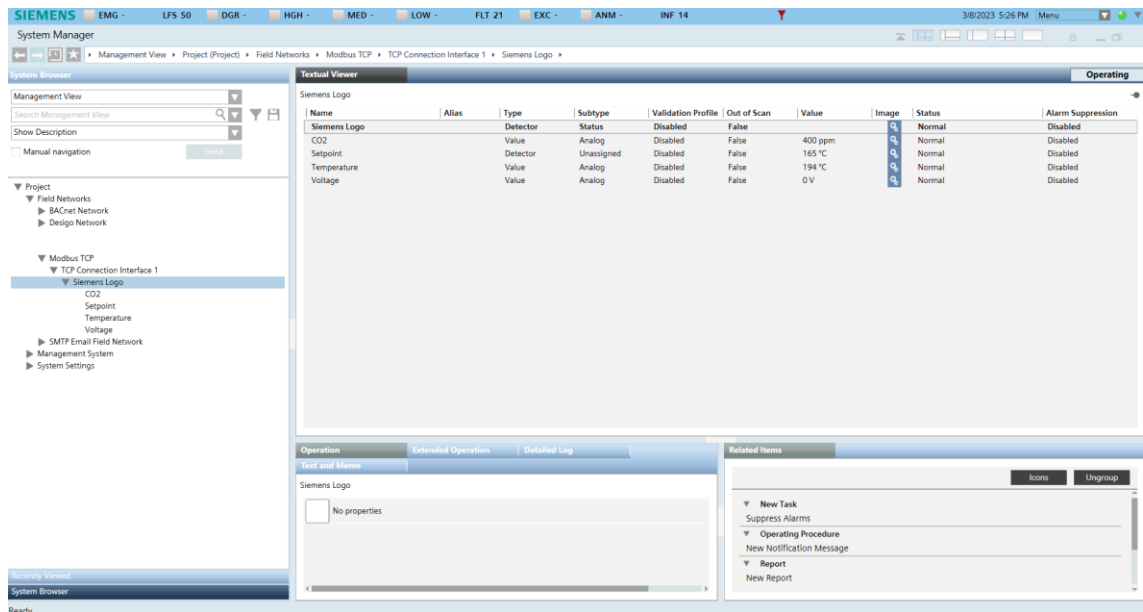 SIEMENS EMG - LFS 50 DGR - HGH - MED - LOW - FLT 21 EXC - ANM - INF 14 3/8/2023 5:26 PM Menu
System Manager
Management View Project (Project) Field Networks Modbus TCP TCP Connection Interface 1 Siemens Logo
System Browser
Management View
Search Management View
Show Description
Manual navigation Send
Project
Field Networks
BACnet Network
Desigo Network
Modbus TCP
TCP Connection Interface 1
Siemens Logo
CO2
Setpoint
Temperature
Voltage
SMTP Email Field Network
Management System
System Settings
Recently Viewed
System Browser
Ready
Textual Viewer Operating
Siemens Logo
Name Alias Type Subtype Validation Profile Out of Scan Value Image Status Alarm Suppression
Siemens Logo Detector Status Disabled False Normal Disabled
CO2 Value Analog Disabled False 400 ppm Normal Disabled
Setpoint Detector Unassigned Disabled False 165 °C Normal Disabled
Temperature Value Analog Disabled False 194 °C Normal Disabled
Voltage Value Analog Disabled False 0 V Normal Disabled
Operation Extended Operation Detailed Log
Text and Memo
Siemens Logo
No properties
Related Items
Icons Ungroup
New Task
Suppress Alarms
Operating Procedure
New Notification Message
Report
New Report